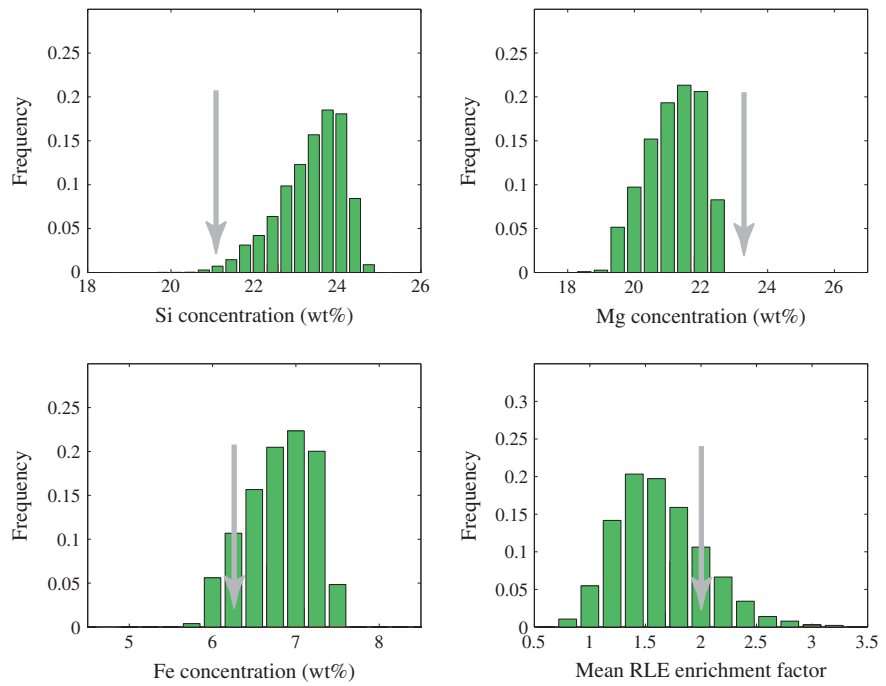 0.25
0.2
0.15
0.1
0.05
0
Frequency
18 20 22 24 26
Si concentration (wt%)
0.25
0.2
0.15
0.1
0.05
0
Frequency
20 22 24 26
Mg concentration (wt%)
0.25
0.2
0.15
0.1
0.05
0
Frequency
5 6 7 8
Fe concentration (wt%)
0.35
0.3
0.2
0.15
0.1
0.05
0
Frequency
0.5 1 1.5 2 2.5 3 3.5
Mean RLE enrichment factor